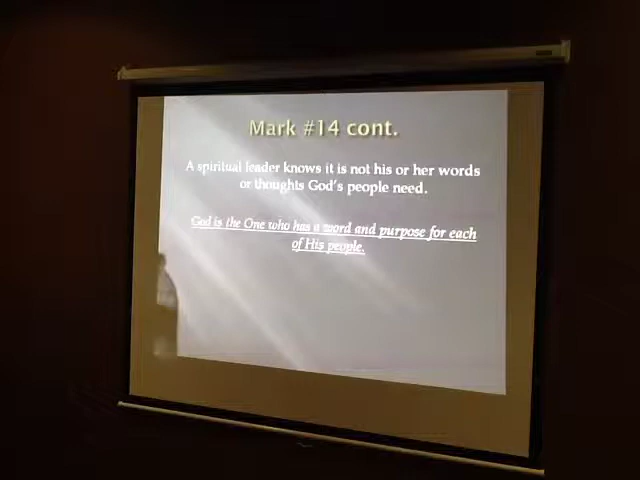 Mark #14 cont.
A spiritual leader knows it is not his or her words
or thoughts God's people need.
God is the One who has a word and purpose for each
of His people.